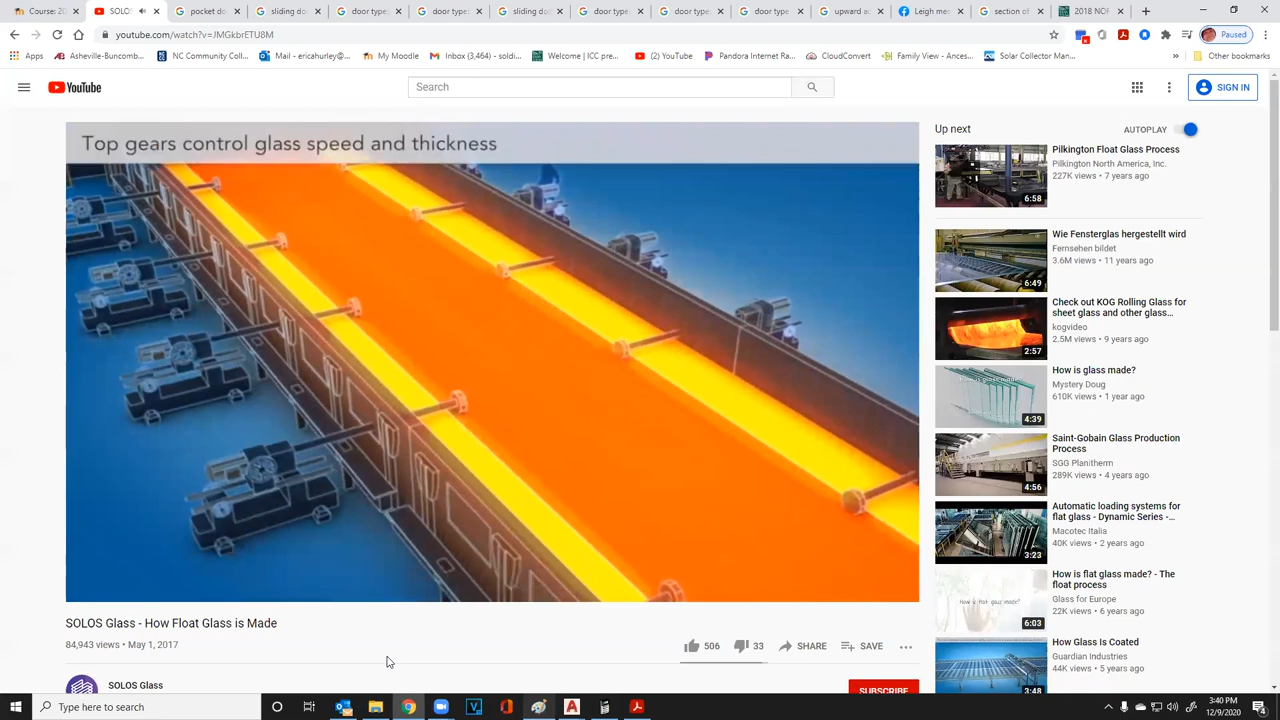 Course: 20
SOLOS
pocket do
sliding do
door type
door type
sliding do
door type
door type
door type
upward ac
Leigh me
section of
2018 NOF
youtube.com/watch?v=JMGkbrETU8M
Paused
Apps
Asheville-Buncomb...
NC Community Coll...
Mail - ericahurley@...
My Moodle
Inbox (3,464) - soldi...
Welcome | ICC pre...
(2) YouTube
Pandora Internet Ra...
CloudConvert
Family View - Ances...
Solar Collector Man...
»
Other bookmarks
YouTube
Search
SIGN IN
Top gears control glass speed and thickness
Up next
AUTOPLAY
Pilkington Float Glass Process
Pilkington North America, Inc.
227K views • 7 years ago
6:58
Wie Fensterglas hergestellt wird
Fernsehen bildet
3.6M views • 11 years ago
6:49
Check out KOG Rolling Glass for
sheet glass and other glass...
kogvideo
2.5M views • 9 years ago
2:57
How is glass made?
Mystery Doug
610K views • 1 year ago
4:39
Saint-Gobain Glass Production
Process
SGG Planitherm
289K views • 4 years ago
4:56
Automatic loading systems for
flat glass - Dynamic Series -...
Macotec Italia
40K views • 2 years ago
3:23
How is flat glass made? - The
float process
Glass for Europe
22K views • 6 years ago
How is flat glass made?
6:03
How Glass Is Coated
Guardian Industries
44K views • 5 years ago
3:48
SOLOS Glass - How Float Glass is Made
84,943 views • May 1, 2017
506
33
SHARE
SAVE
SOLOS Glass
SUBSCRIBE
Type here to search
3:40 PM
12/9/2020